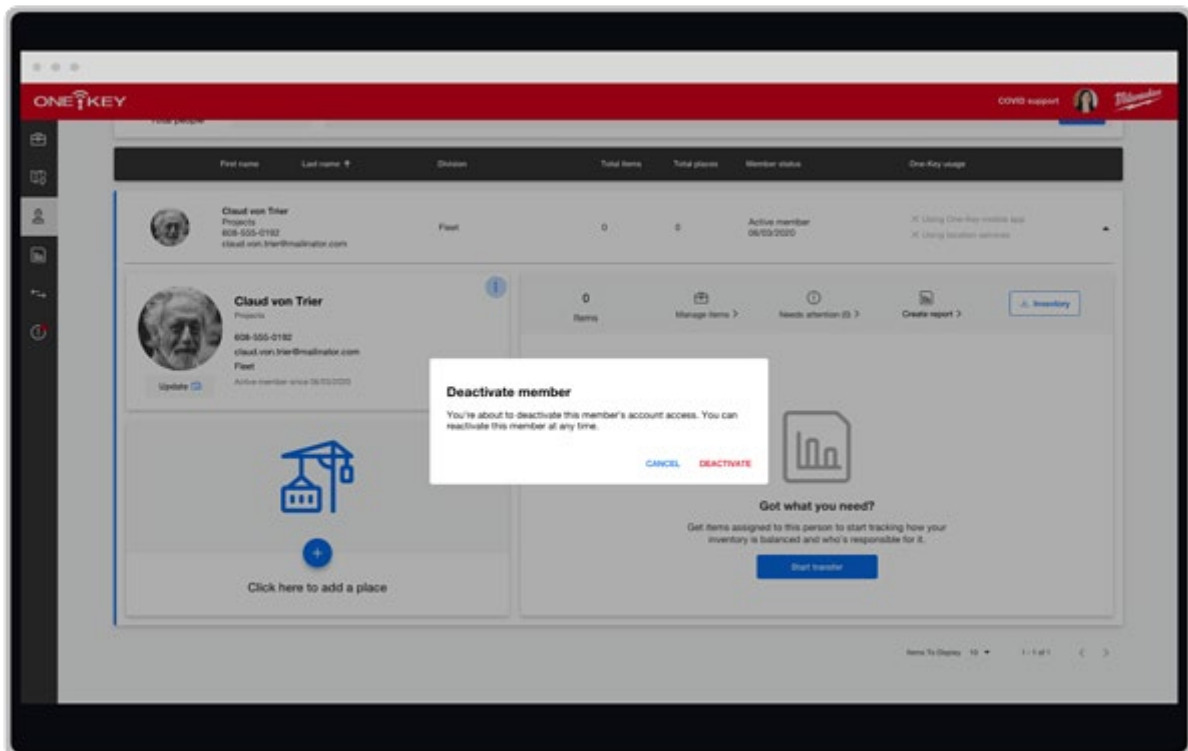 ONE KEY
COVID support
Milwaukee
Total people
First name Last name ↑ Division Total items Total places Member status One-Key usage
Claud von Trier
Projects
608-555-0192
claud.von.trier@mailinator.com
Fleet
0
0
Active member
06/03/2020
× Using One-Key mobile app
× Using location services
Claud von Trier
Projects
608-555-0192
claud.von.trier@mailinator.com
Fleet
Active member since 06/03/2020
Update
0
Items
Manage items >
Needs attention (0) >
Create report >
Inventory
Deactivate member
You're about to deactivate this member's account access. You can
reactivate this member at any time.
CANCEL DEACTIVATE
Click here to add a place
Got what you need?
Get items assigned to this person to start tracking how your
inventory is balanced and who's responsible for it.
Start transfer
Items To Display 10 1 - 1 of 1 < >